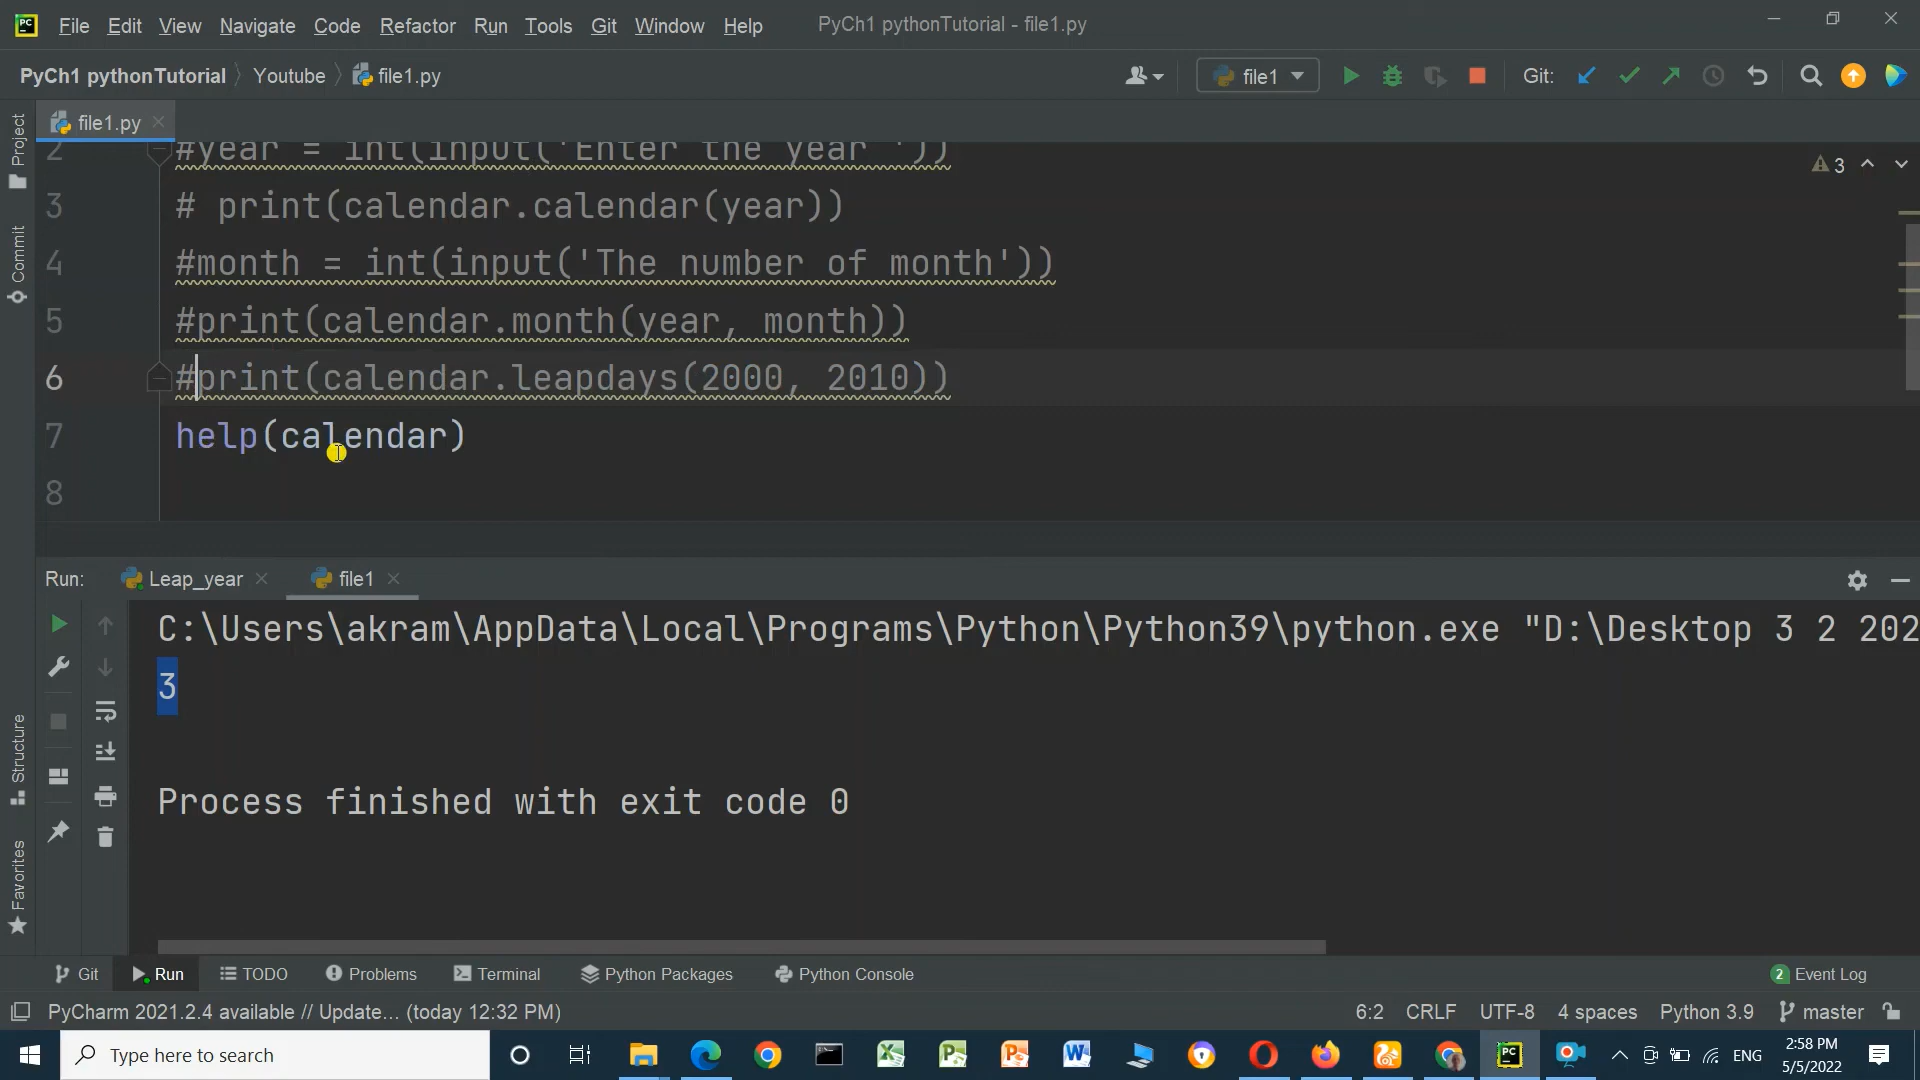 File Edit View Navigate Code Refactor Run Tools Git Window Help PyCh1 pythonTutorial - file1.py
PyCh1 pythonTutorial Youtube file1.py file1 Git:
file1.py
2 #year = int(input('Enter the year '))
3 # print(calendar.calendar(year))
4 #month = int(input('The number of month'))
5 #print(calendar.month(year, month))
6 #print(calendar.leapdays(2000, 2010))
7 help(calendar)
8
3
Project
Commit
Structure
Favorites
Run: Leap_year file1
C:\Users\akram\AppData\Local\Programs\Python\Python39\python.exe "D:\Desktop 3 2 202
3
Process finished with exit code 0
Git Run TODO Problems Terminal Python Packages Python Console 2 Event Log
PyCharm 2021.2.4 available // Update... (today 12:32 PM) 6:2 CRLF UTF-8 4 spaces Python 3.9 master
Type here to search ENG 2:58 PM
5/5/2022